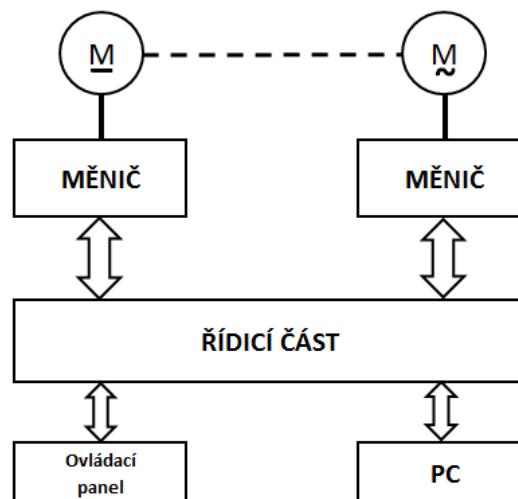 M M
MĚNIČ MĚNIČ
ŘÍDICÍ ČÁST
Ovládací
panel
PC